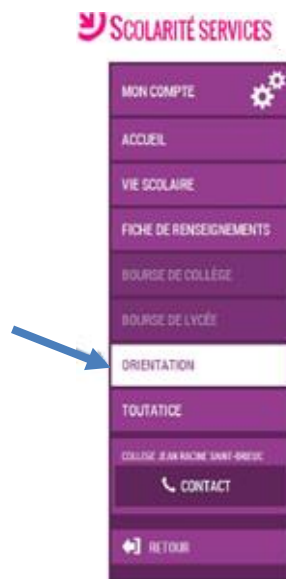 SCOLARITÉ SERVICES
MON COMPTE
ACCUEIL
VIE SCOLAIRE
FICHE DE RENSEIGNEMENTS
BOURSE DE COLLÈGE
BOURSE DE LYCÉE
ORIENTATION
TOUTATICE
COLLEGE JEAN RACINE SAINT-BRIEUC
CONTACT
RETOUR